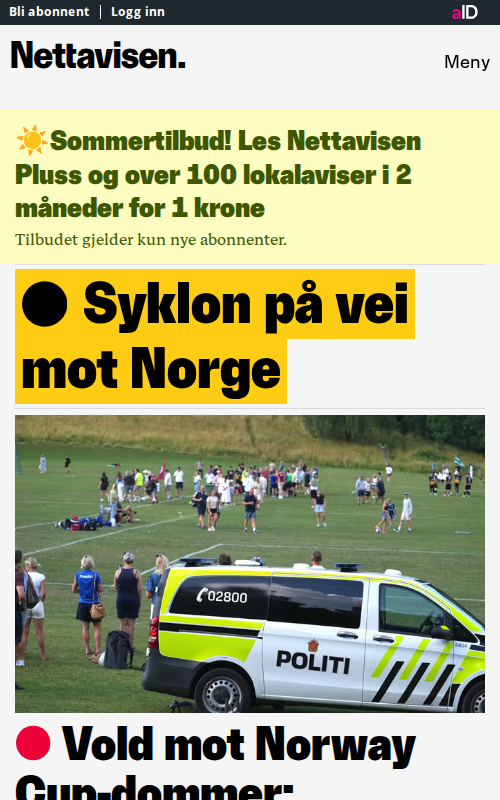 Bli abonnent
Logg inn
aID
Nettavisen.
Meny
Sommertilbud! Les Nettavisen
Pluss og over 100 lokalaviser i 2
måneder for 1 krone
Tilbudet gjelder kun nye abonnenter.
Syklon på vei
mot Norge
02800
POLITI
Vold mot Norway
Cup-dommer: